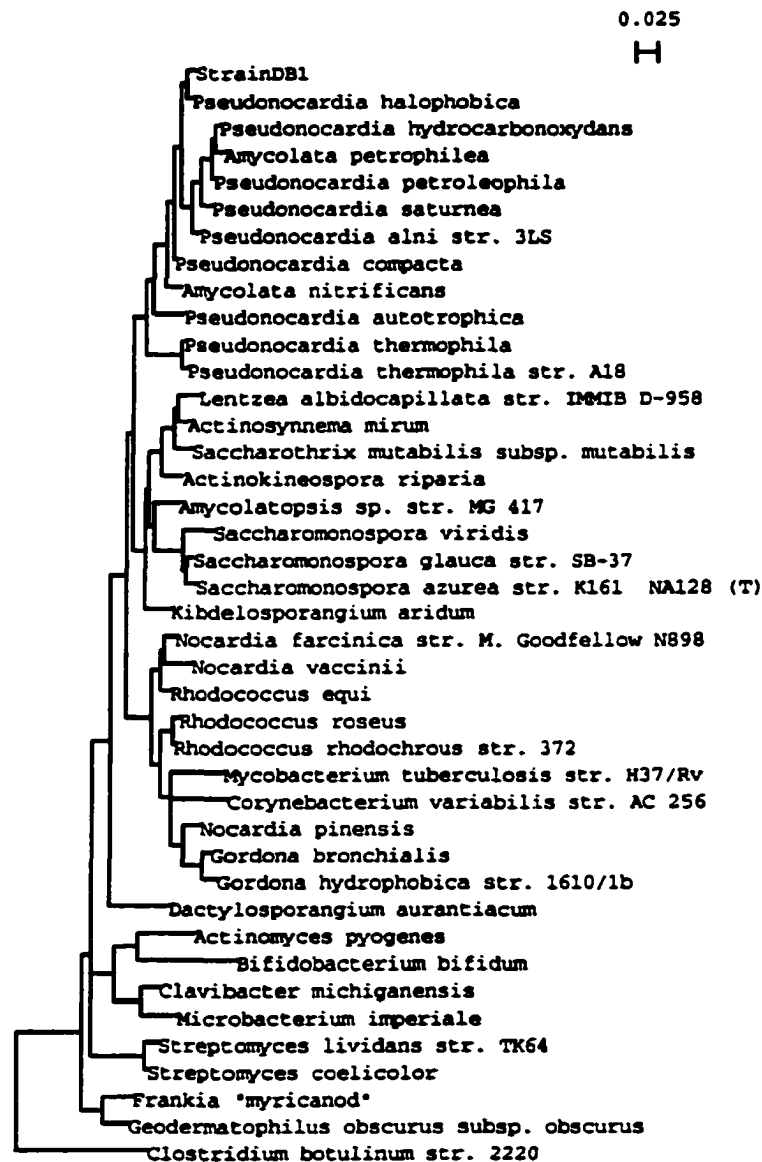 0.025
StrainDB1
Pseudonocardia halophobica
Pseudonocardia hydrocarbonoxydans
Amycolata petrophilea
Pseudonocardia petroleophila
Pseudonocardia saturnea
Pseudonocardia alni str. 3LS
Pseudonocardia compacta
Amycolata nitrificans
Pseudonocardia autotrophica
Pseudonocardia thermophila
Pseudonocardia thermophila str. A18
Lentzea albidocapillata str. IMMIB D-958
Actinosynnema mirum
Saccharothrix mutabilis subsp. mutabilis
Actinokineospora riparia
Amycolatopsis sp. str. MG 417
Saccharomonospora viridis
Saccharomonospora glauca str. SB-37
Saccharomonospora azurea str. K161 NA128 (T)
Kibdelosporangium aridum
Nocardia farcinica str. M. Goodfellow N898
Nocardia vaccinii
Rhodococcus equi
Rhodococcus roseus
Rhodococcus rhodochrous str. 372
Mycobacterium tuberculosis str. H37/Rv
Corynebacterium variabilis str. AC 256
Nocardia pinensis
Gordona bronchialis
Gordona hydrophobica str. 1610/1b
Dactylosporangium aurantiacum
Actinomyces pyogenes
Bifidobacterium bifidum
Clavibacter michiganensis
Microbacterium imperiale
Streptomyces lividans str. TK64
Streptomyces coelicolor
Frankia "myricanod"
Geodermatophilus obscurus subsp. obscurus
Clostridium botulinum str. 2220